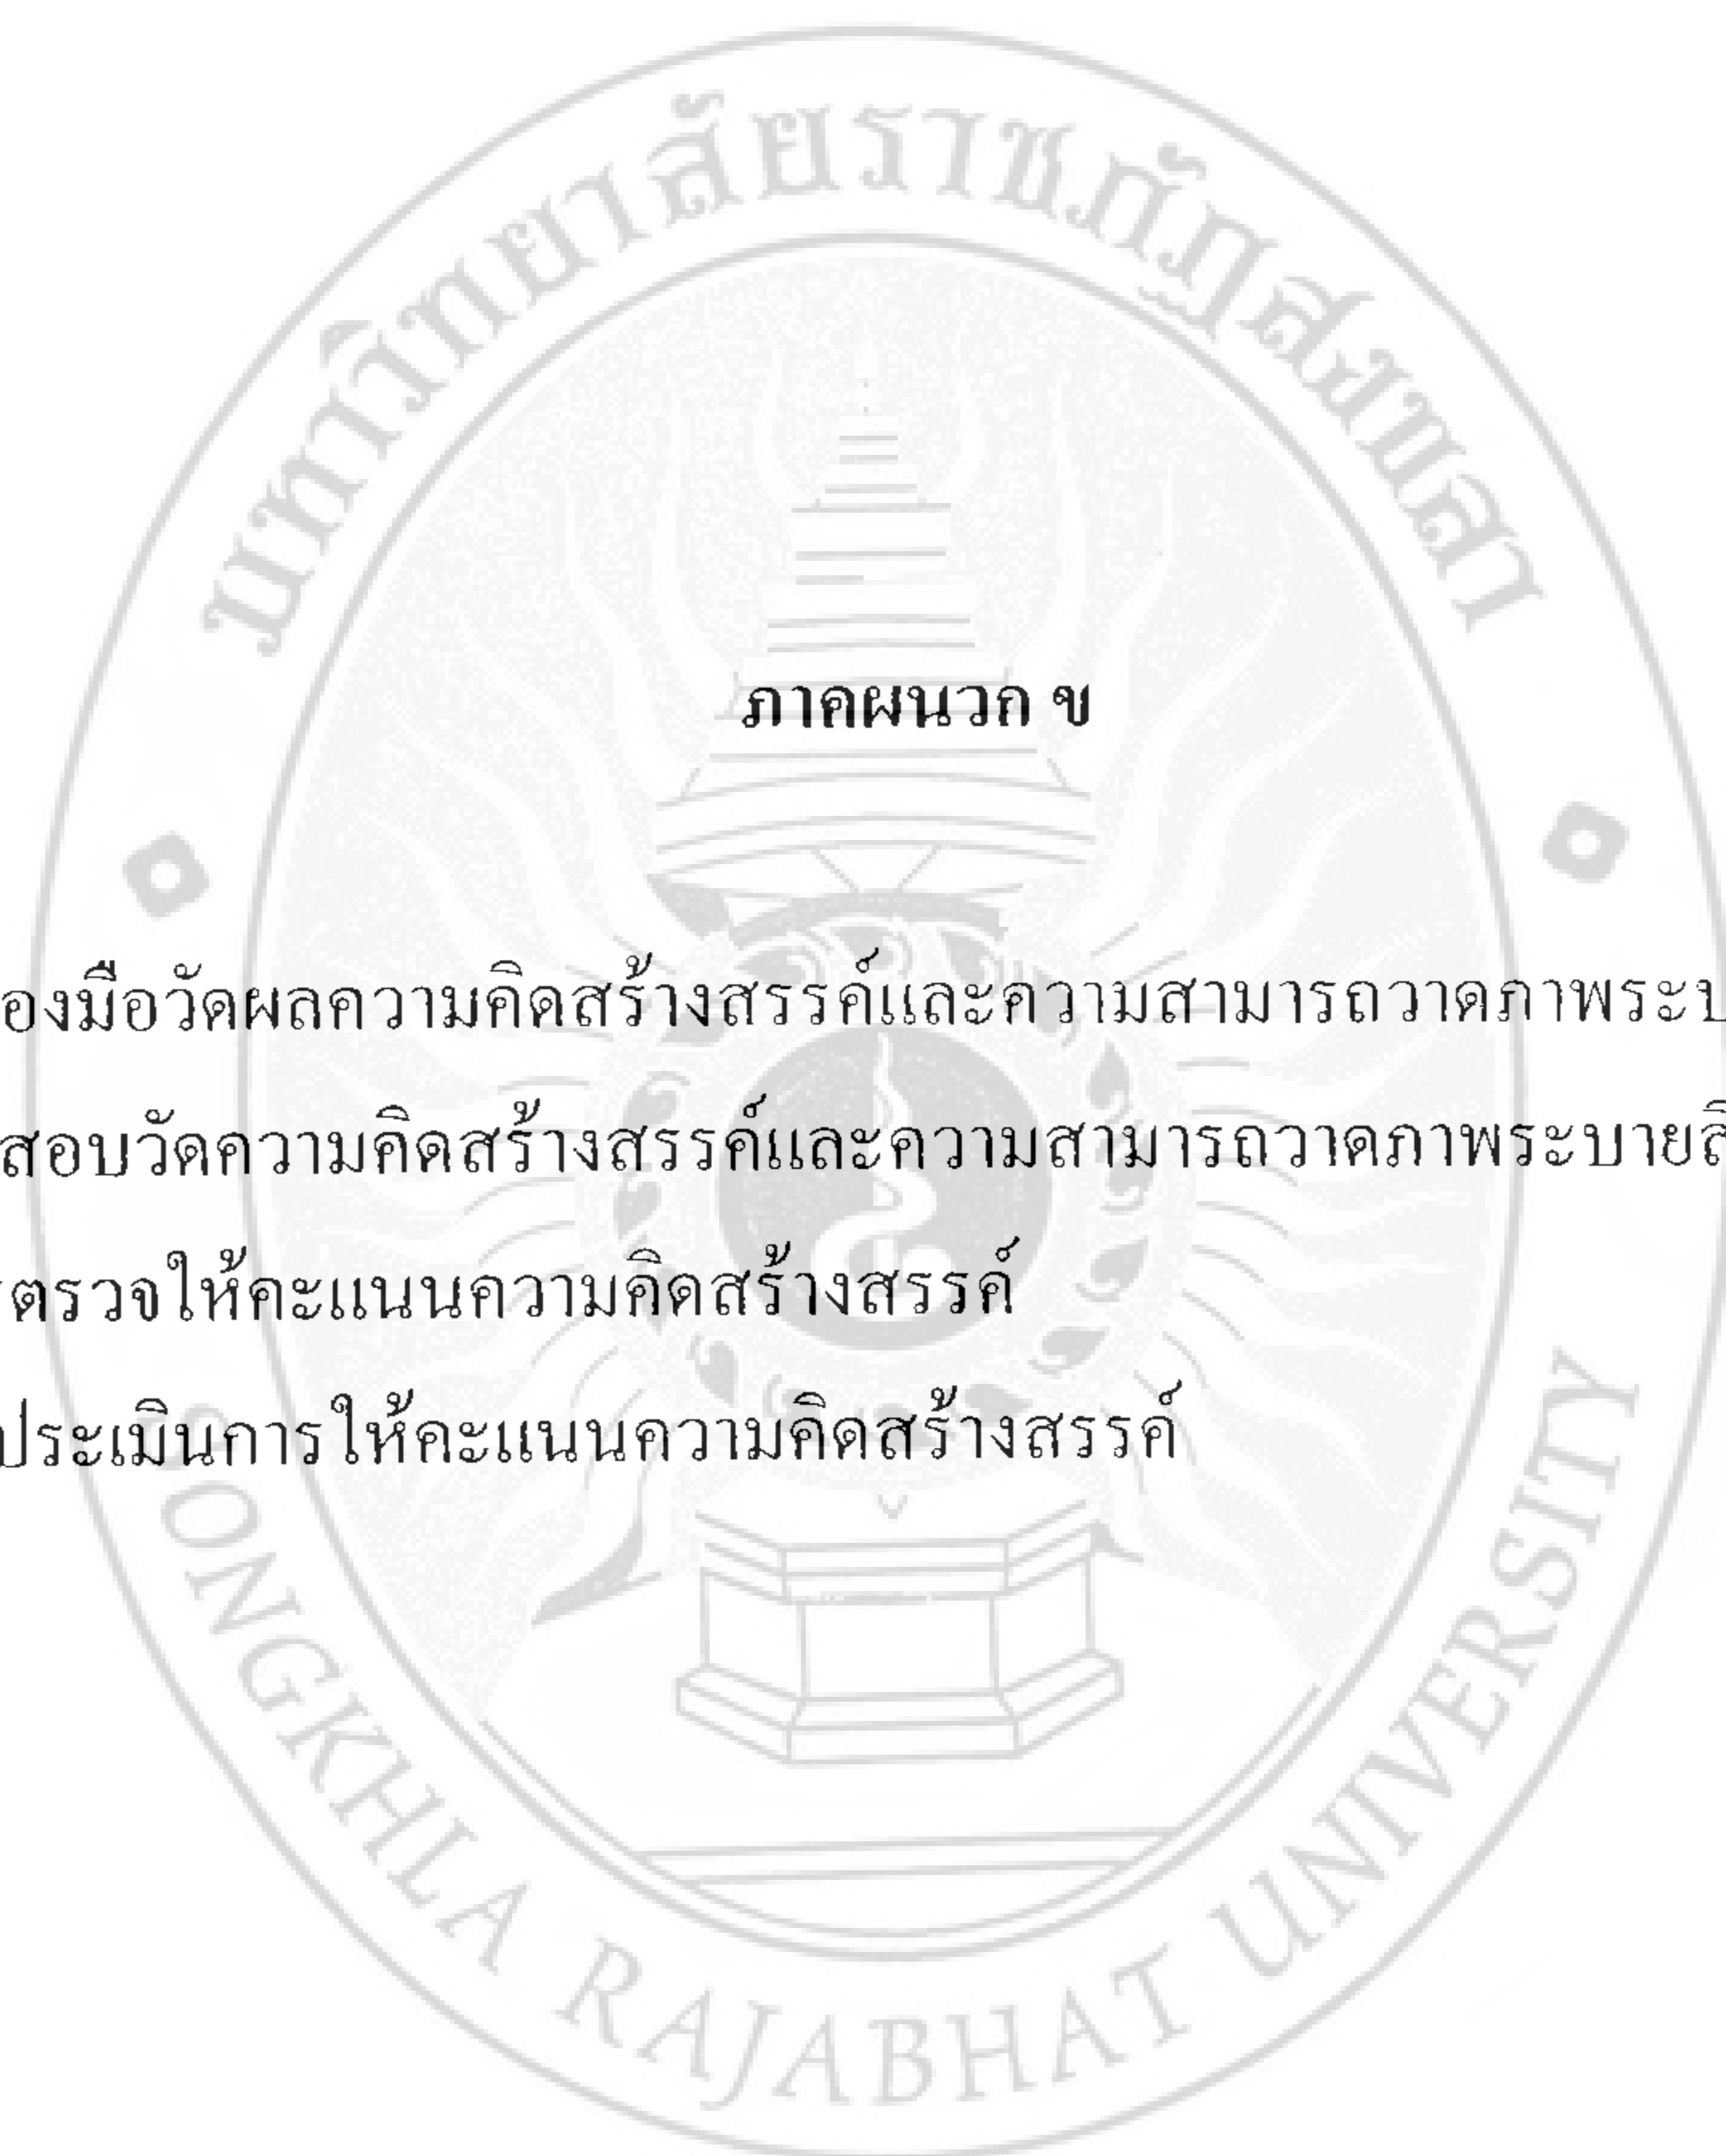 มหาวิทยาลัยราชภัฏสงขลา
ภาคผนวก ข
องมือวัดผลความคิดสร้างสรรค์และความสามารถวาดภาพระบ
สอบวัดความคิดสร้างสรรค์และความสามารถวาดภาพระบายสี
ตรวจให้คะแนนความคิดสร้างสรรค์
ประเมินการให้คะแนนความคิดสร้างสรรค์
SONGKHLA RAJABHAT UNIVERSITY